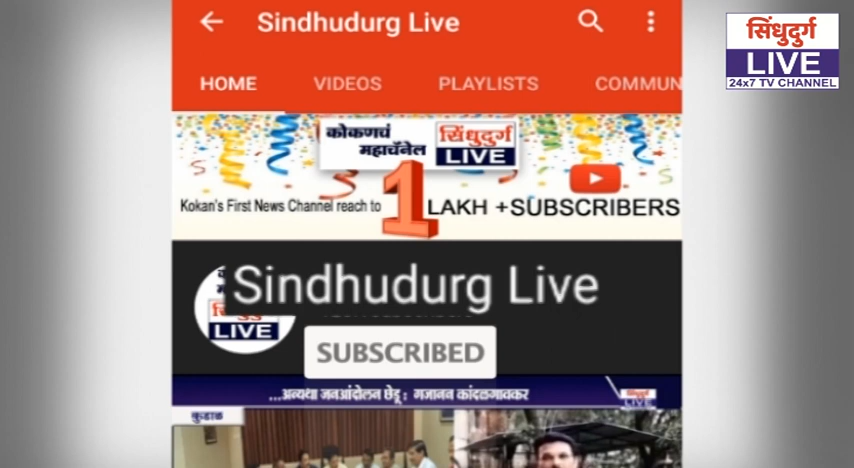 Sindhudurg Live
सिंधुदुर्ग
LIVE
24x7 TV CHANNEL
HOME VIDEOS PLAYLISTS COMMUN
कोकणचं
महाचॅनेल
सिंधुदुर्ग
LIVE
Kokan's First News Channel reach to 1 LAKH +SUBSCRIBERS
Sindhudurg Live
LIVE
SUBSCRIBED
...अन्यथा जनआंदोलन छेडू : गजानन कांदळगावकर
LIVE
कुडाळ